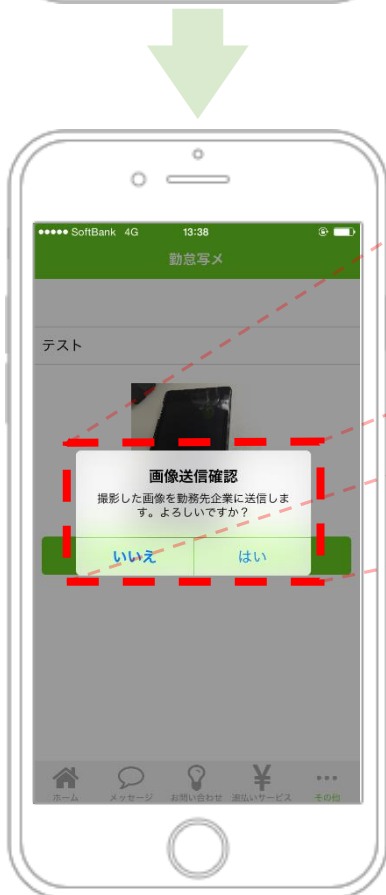 SoftBank 4G 13:38
勤怠写メ
テスト
画像送信確認
撮影した画像を勤務先企業に送信しま
す。よろしいですか？
いいえ はい
ホーム メッセージ お問い合わせ 速払いサービス その他